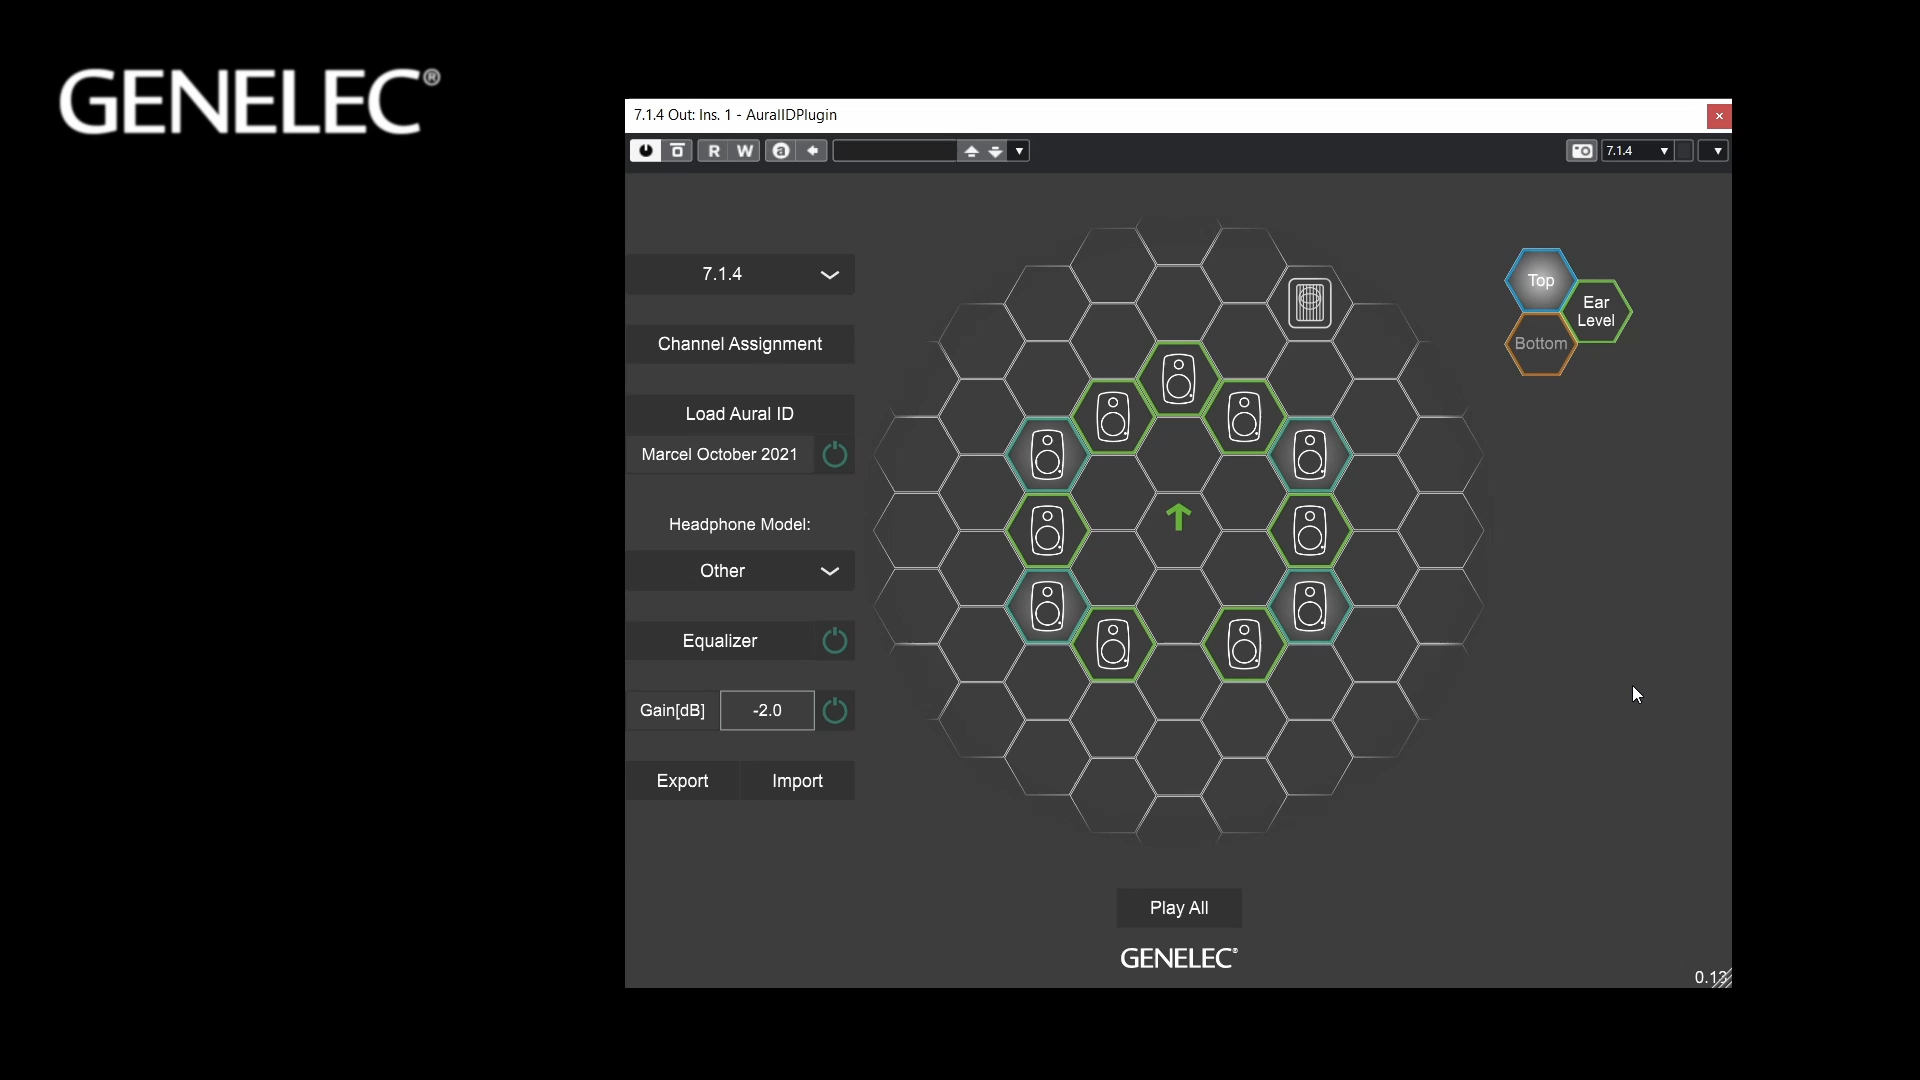 GENELEC®
7.1.4 Out: Ins. 1 - AuralIDPlugin
R W a 7.1.4
7.1.4
Channel Assignment
Load Aural ID
Marcel October 2021
Headphone Model:
Other
Equalizer
Gain[dB] -2.0
Export Import
Top
Ear
Level
Bottom
Play All
GENELEC®
0.13